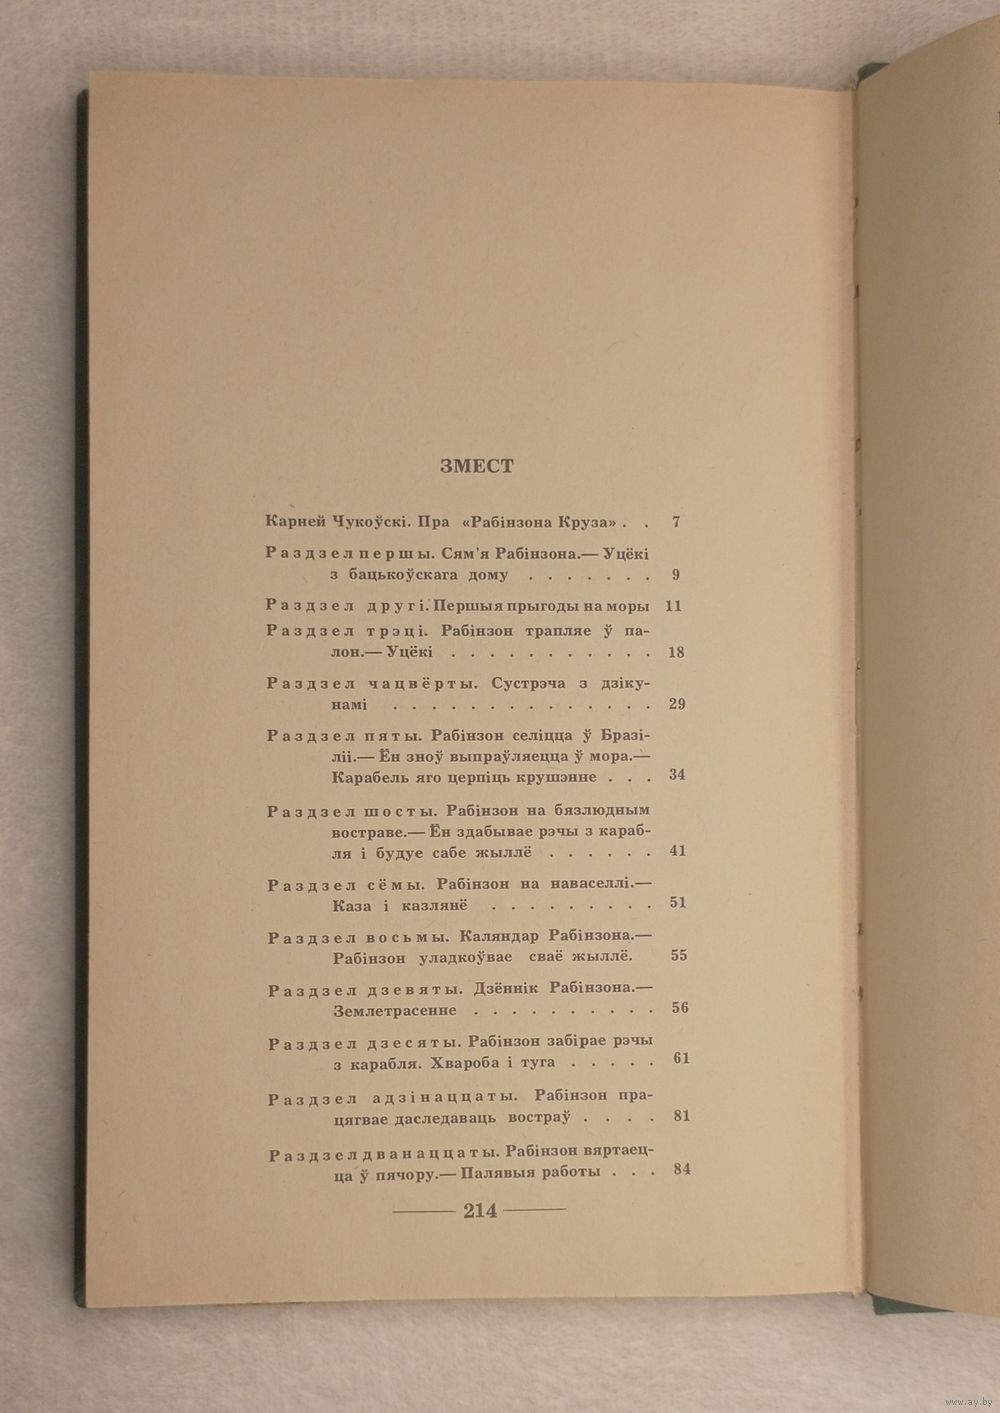 ЗМЕСТ
Карней Чукоўскі. Пра «Рабінзона Круза» . . 7
Раздзел першы. Сям'я Рабінзона.— Уцёкі
з бацькоўскага дому . . . . . . . 9
Раздзел другі. Першыя прыгоды на моры 11
Раздзел трэці. Рабінзон трапляе ў па-
лон.— Уцёкі . . . . . . . . . . . 18
Раздзел чацвёрты. Сустрэча з дзіку-
намі . . . . . . . . . . . . . . 29
Раздзел пяты. Рабінзон селіцца ў Бразі-
ліі.— Ён зноў выпраўляецца ў мора.—
Карабель яго церпіць крушэнне . . . 34
Раздзел шосты. Рабінзон на бязлюдным
востраве.— Ён здабывае рэчы з караб-
ля і будуе сабе жыллё . . . . . . 41
Раздзел сёмы. Рабінзон на наваселлі.—
Каза і казлянё . . . . . . . . . 51
Раздзел восьмы. Каляндар Рабінзона.—
Рабінзон уладкоўвае сваё жыллё. 55
Раздзел дзевяты. Дзённік Рабінзона.—
Землетрасенне . . . . . . . . . . 56
Раздзел дзесяты. Рабінзон забірае рэчы
з карабля. Хвароба і туга . . . . . 61
Раздзел адзінаццаты. Рабінзон пра-
цягвае даследаваць востраў . . . . 81
Раздзел дванаццаты. Рабінзон вяртаец-
ца ў пячору.— Палявыя работы . . . 84
214
www.ay.by